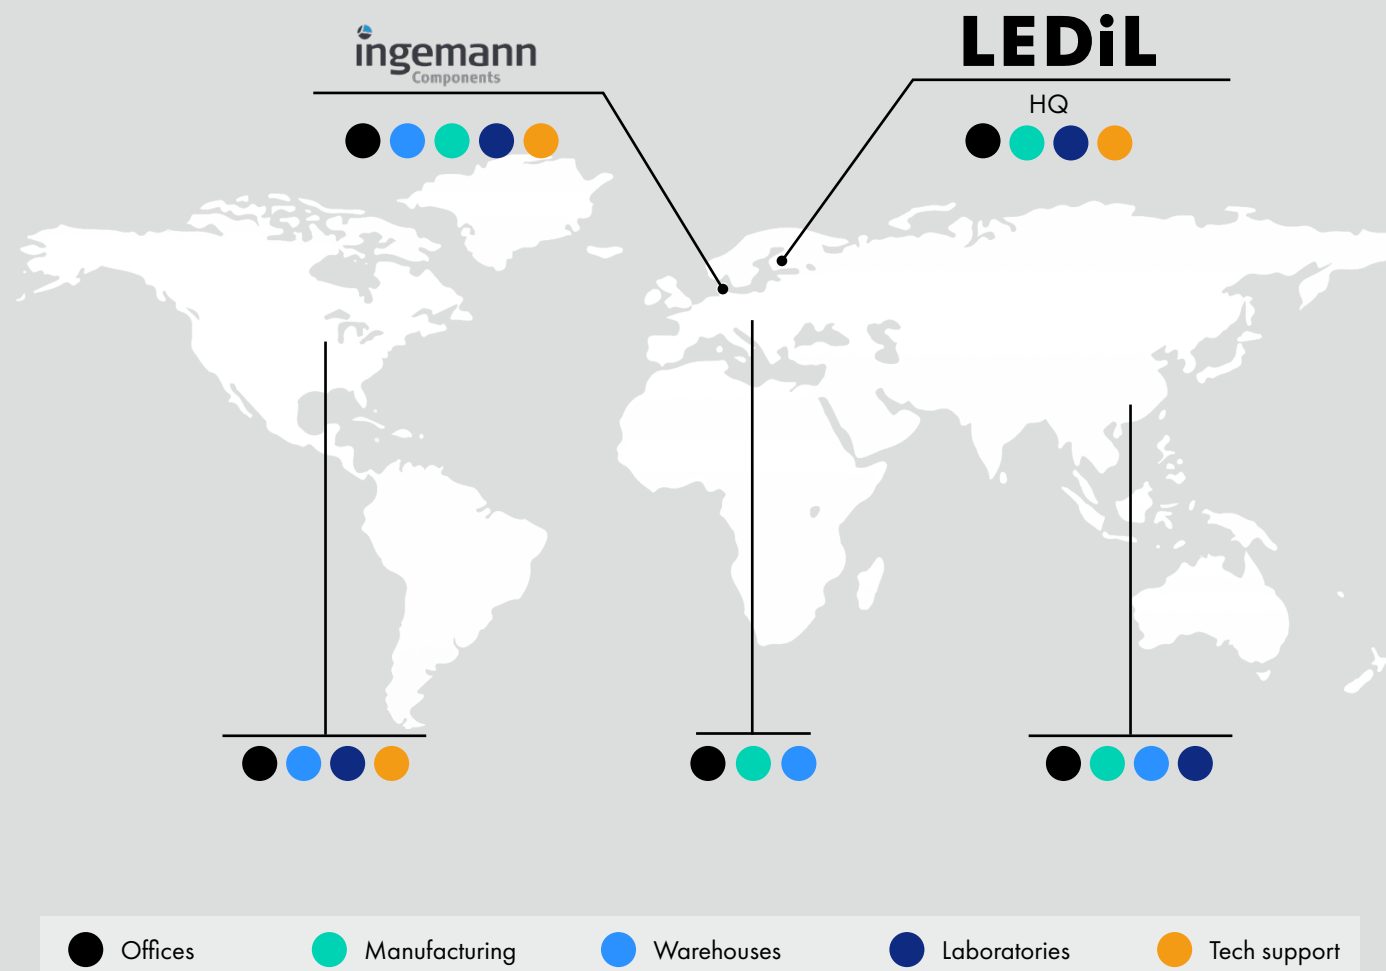 ingemann
Components
LEDiL
HQ
Offices
Manufacturing
Warehouses
Laboratories
Tech support